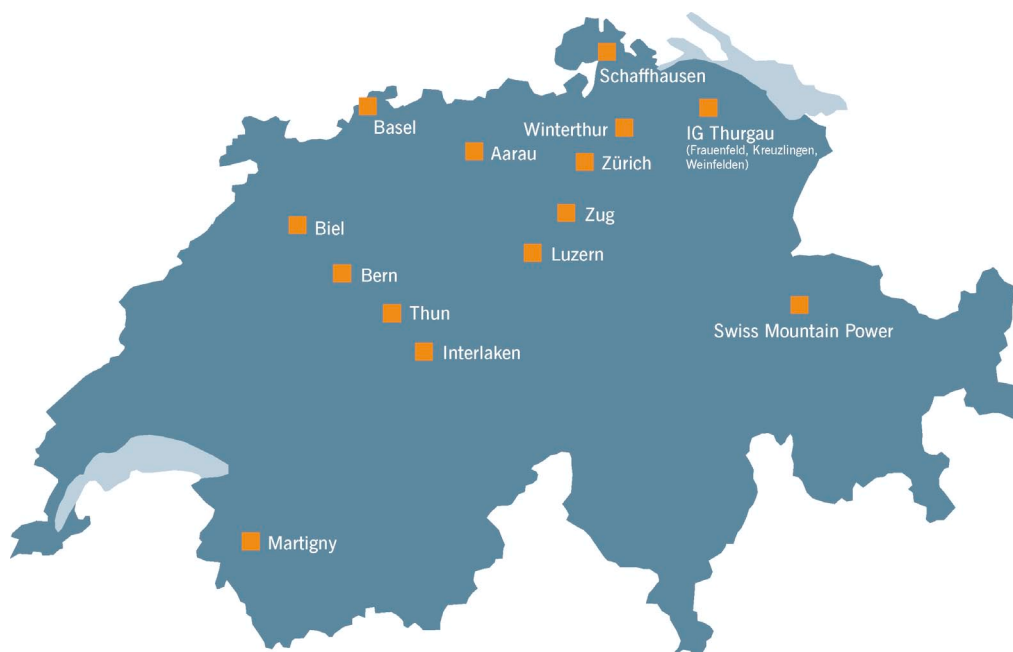 Schaffhausen
Basel
Winterthur
IG Thurgau
(Frauenfeld, Kreuzlingen,
Weinfelden)
Aarau
Zürich
Zug
Biel
Luzern
Bern
Thun
Swiss Mountain Power
Interlaken
Martigny